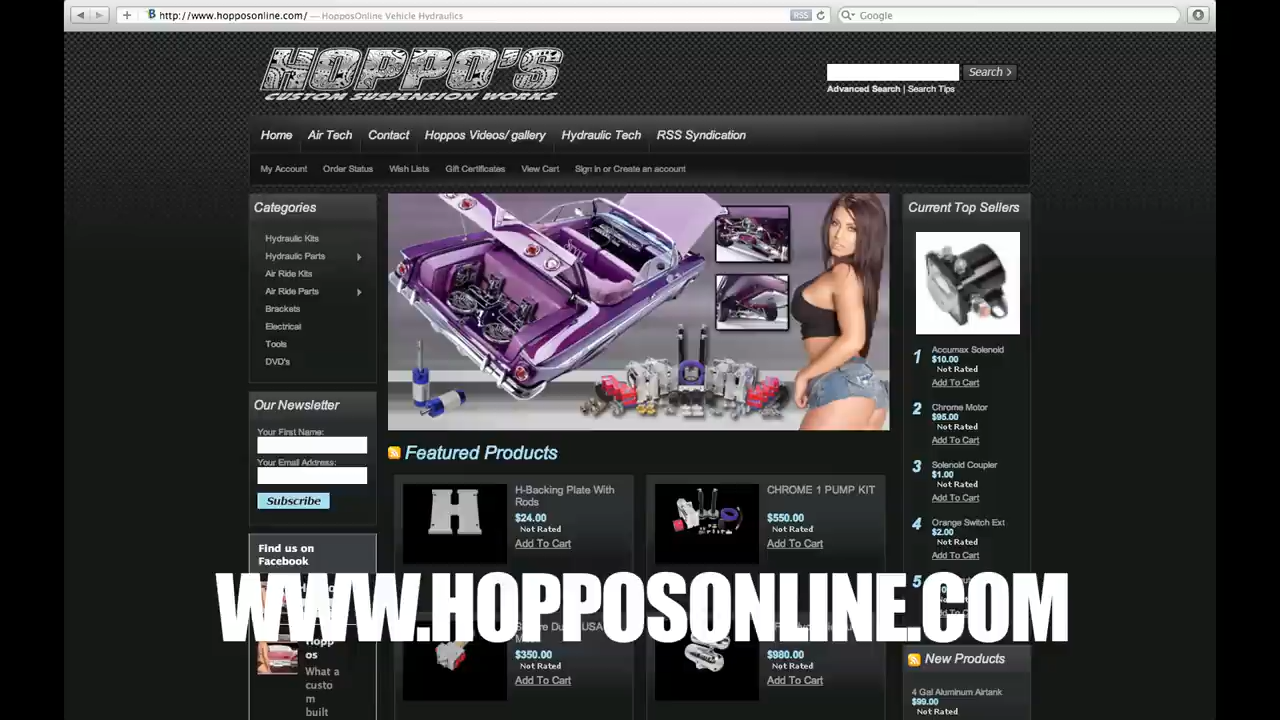 http://www.hopposonline.com/ — HopposOnline Vehicle Hydraulics
RSS
Google
HOPPO'S
CUSTOM SUSPENSION WORKS
Search
Advanced Search | Search Tips
Home Air Tech Contact Hoppos Videos/ gallery Hydraulic Tech RSS Syndication
My Account Order Status Wish Lists Gift Certificates View Cart Sign in or Create an account
Categories
Hydraulic Kits
Hydraulic Parts
Air Ride Kits
Air Ride Parts
Brackets
Electrical
Tools
DVD's
Our Newsletter
Your First Name:
Your Email Address:
Subscribe
Find us on
Facebook
Hopp
os
What a
custo
m
built
Featured Products
H-Backing Plate With
Rods
$24.00
Not Rated
Add To Cart
CHROME 1 PUMP KIT
$550.00
Not Rated
Add To Cart
$350.00
Not Rated
Add To Cart
$980.00
Not Rated
Add To Cart
Current Top Sellers
1 Accumax Solenoid
$10.00
Not Rated
Add To Cart
2 Chrome Motor
$95.00
Not Rated
Add To Cart
3 Solenoid Coupler
$1.00
Not Rated
Add To Cart
4 Orange Switch Ext
$2.00
Not Rated
Add To Cart
5
New Products
4 Gal Aluminum Airtank
$99.00
Not Rated
WWW.HOPPOSONLINE.COM